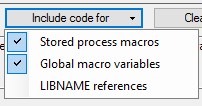 Include code for
Clea
Stored process macros
Global macro variables
LIBNAME references